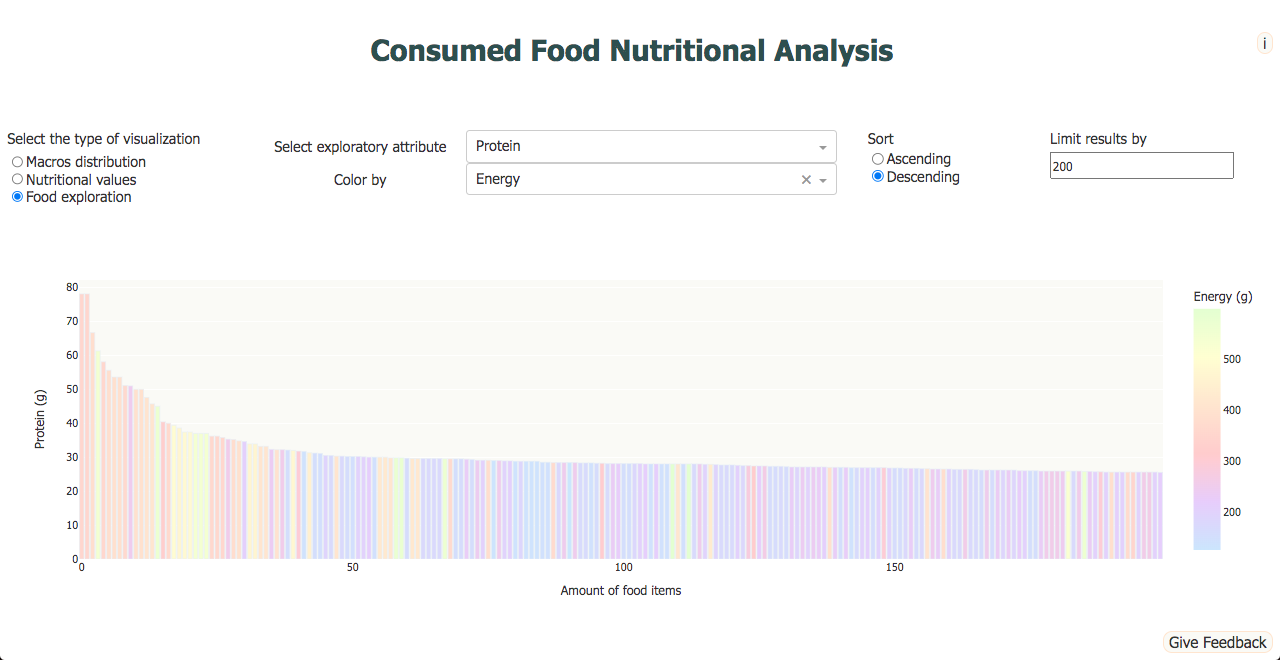 Consumed Food Nutritional Analysis
i
Select the type of visualization
Macros distribution
Nutritional values
Food exploration
Select exploratory attribute
Protein
Color by
Energy
Sort
Ascending
Descending
Limit results by
200
80
70
60
50
40
30
20
10
0
Protein (g)
0
50
100
150
Amount of food items
Energy (g)
500
400
300
200
Give Feedback